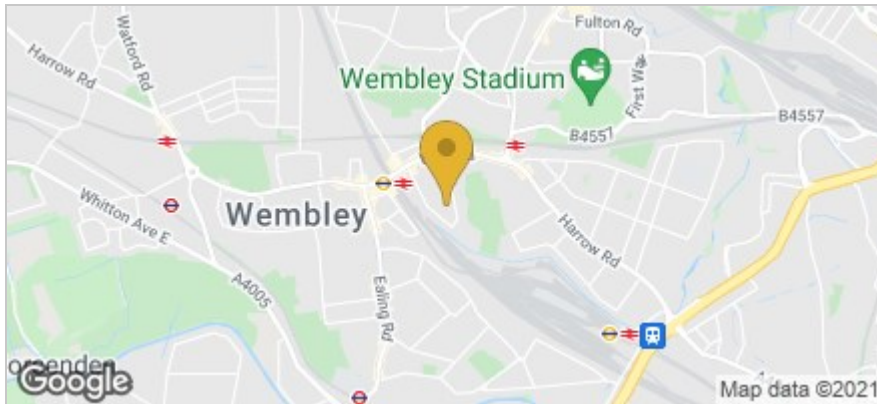 Fulton Rd
Watford Rd
Harrow Rd
Wembley Stadium
First Way
B4557
B4557
Whitton Ave E
Wembley
Harrow Rd
A4005
Ealing Rd
Google
Map data ©2021